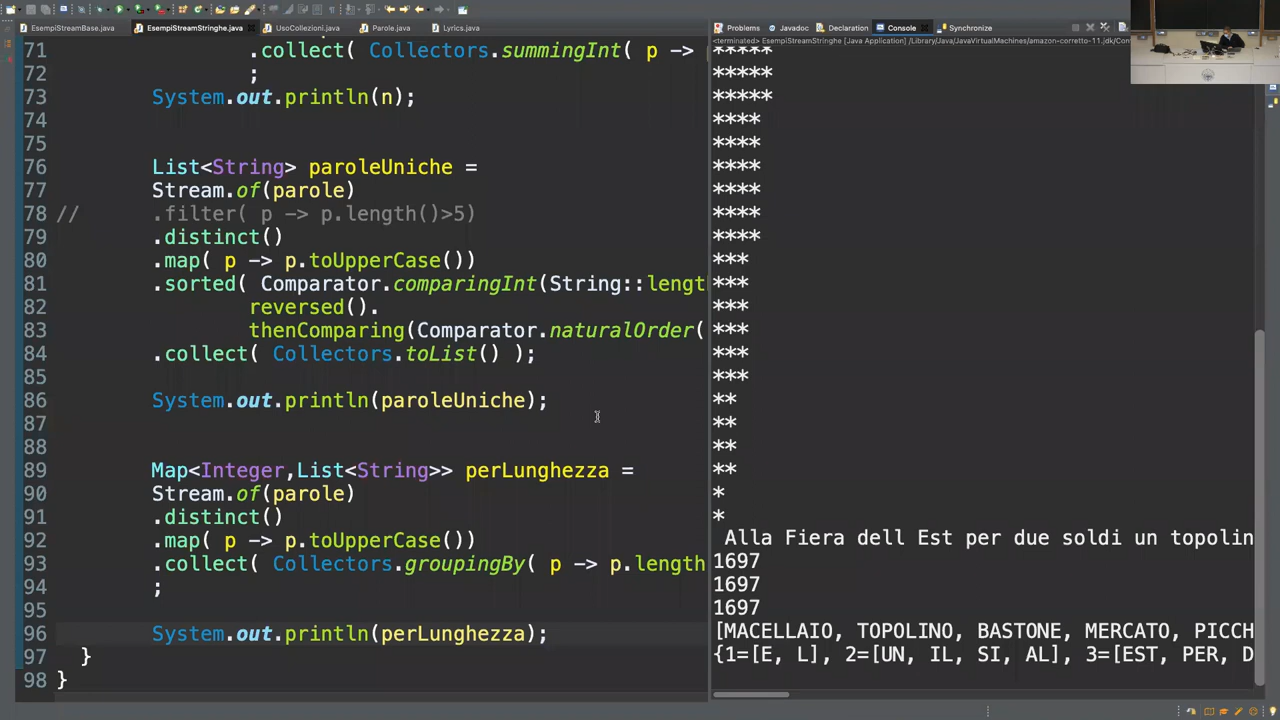 EsempiStreamBase.java
EsempiStreamStringhe.java
UsoCollezioni.java
Parole.java
Lyrics.java
71 .collect( Collectors.summingInt( p ->
72 ;
73 System.out.println(n);
74
75
76 List<String> paroleUniche =
77 Stream.of(parole)
78 // .filter( p -> p.length()>5)
79 .distinct()
80 .map( p -> p.toUpperCase())
81 .sorted( Comparator.comparingInt(String::lengt
82 reversed().
83 thenComparing(Comparator.naturalOrder(
84 .collect( Collectors.toList() );
85
86 System.out.println(paroleUniche);
87
88
89 Map<Integer,List<String>> perLunghezza =
90 Stream.of(parole)
91 .distinct()
92 .map( p -> p.toUpperCase())
93 .collect( Collectors.groupingBy( p -> p.length
94 ;
95
96 System.out.println(perLunghezza);
97 }
98 }
Problems
Javadoc
Declaration
Console
Synchronize
<terminated> EsempiStreamStringhe [Java Application] /Library/Java/JavaVirtualMachines/amazon-corretto-11.jdk/Con
*****
*****
*****
****
****
****
****
****
****
***
***
***
***
***
***
**
**
**
**
*
*
Alla Fiera dell Est per due soldi un topolin
1697
1697
1697
[MACELLAIO, TOPOLINO, BASTONE, MERCATO, PICCH
{1=[E, L], 2=[UN, IL, SI, AL], 3=[EST, PER, D